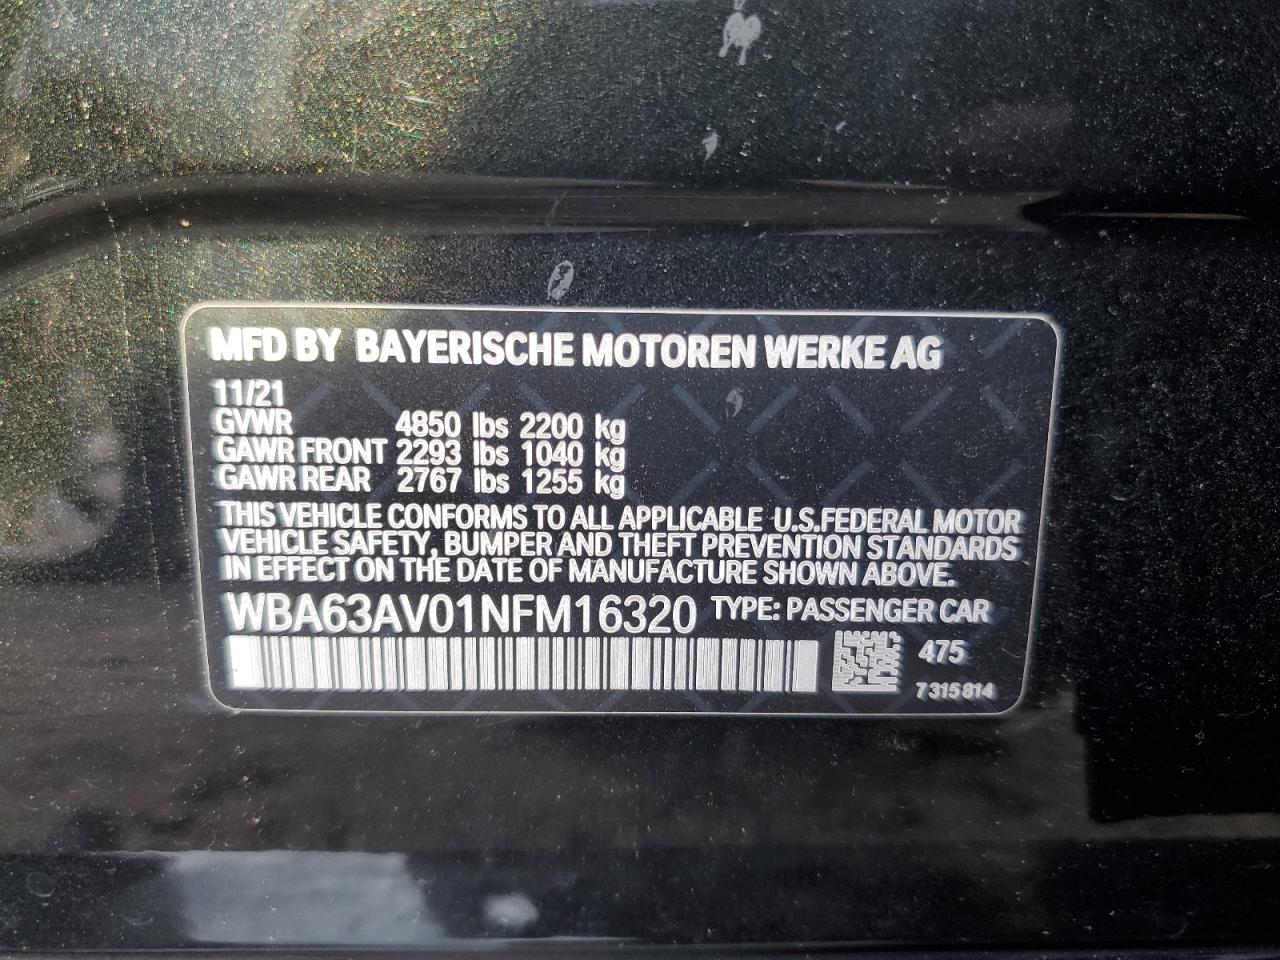 MFD BY BAYERISCHE MOTOREN WERKE AG
11/21
GVWR 4850 lbs 2200 kg
GAWR FRONT 2293 lbs 1040 kg
GAWR REAR 2767 lbs 1255 kg
THIS VEHICLE CONFORMS TO ALL APPLICABLE U.S.FEDERAL MOTOR
VEHICLE SAFETY, BUMPER AND THEFT PREVENTION STANDARDS
IN EFFECT ON THE DATE OF MANUFACTURE SHOWN ABOVE.
WBA63AV01NFM16320 TYPE: PASSENGER CAR
475
7 315 814